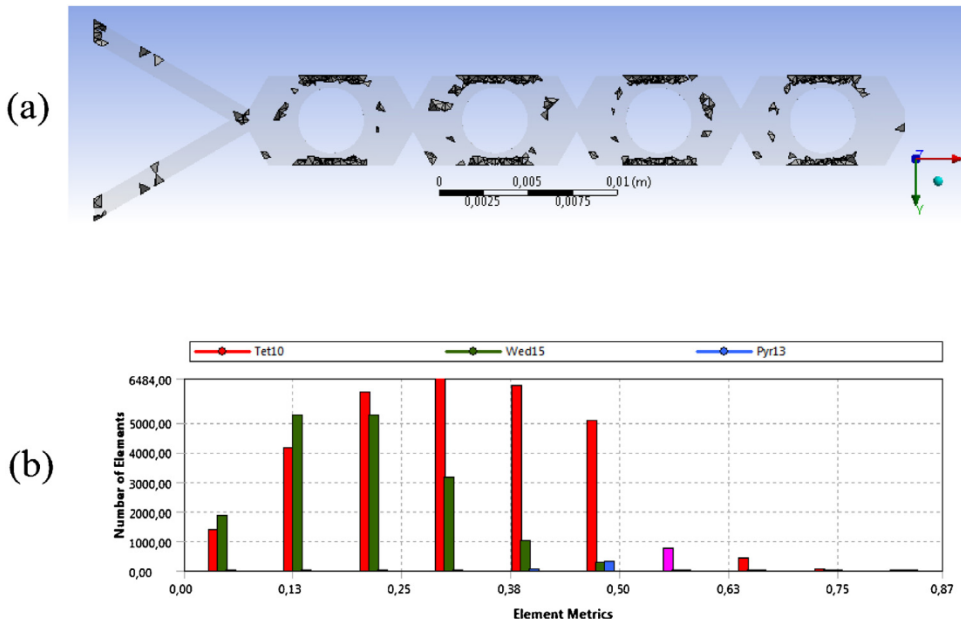 (a)
0 0,005 0,01 (m)
0,0025 0,0075
Z
Y
(b)
Tet10 Wed15 Pyr13
Number of Elements
6484,00
5000,00
4000,00
3000,00
2000,00
1000,00
0,00
0,00 0,13 0,25 0,38 0,50 0,63 0,75 0,87
Element Metrics